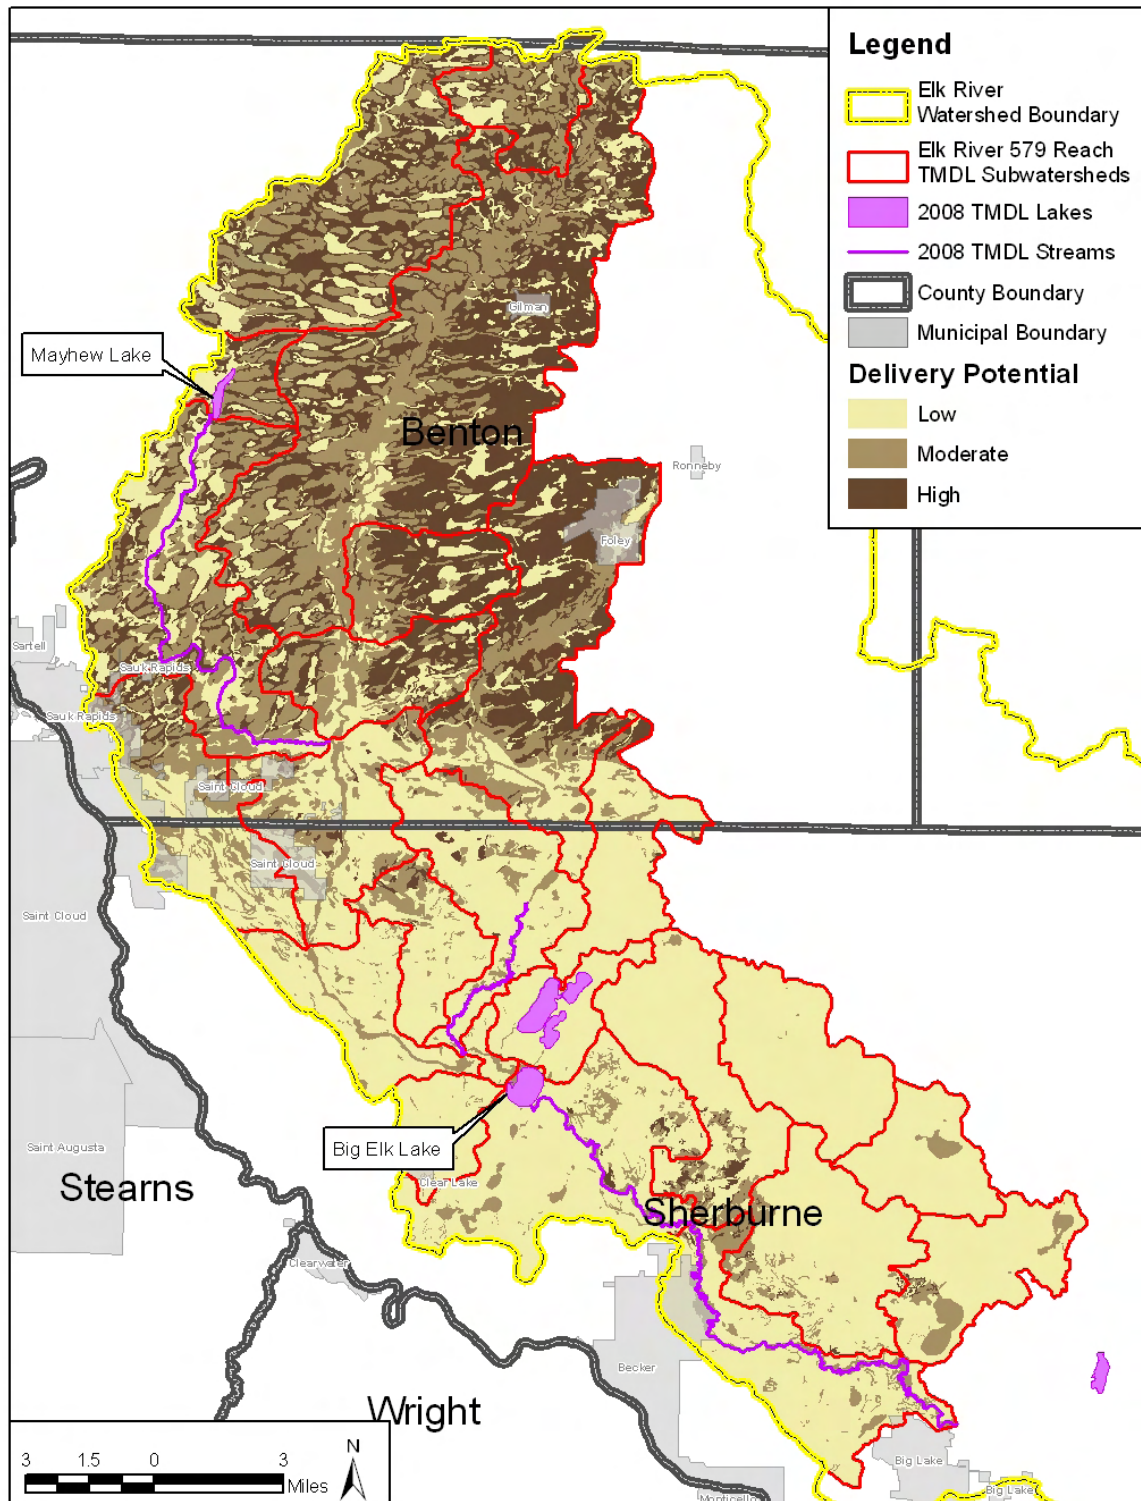 Legend
Elk River
Watershed Boundary
Elk River 579 Reach
TMDL Subwatersheds
2008 TMDL Lakes
2008 TMDL Streams
County Boundary
Municipal Boundary
Delivery Potential
Low
Moderate
High
Gilman
Mayhew Lake
Benton
Ronneby
Foley
Sartell
Sauk Rapids
Sauk Rapids
Saint Cloud
Saint Cloud
Saint Cloud
Saint Augusta
Big Elk Lake
Clear Lake
Stearns
Sherburne
Clearwater
Becker
Wright
Big Lake
Big Lake
Monticello
3 1.5 0 3
Miles
N